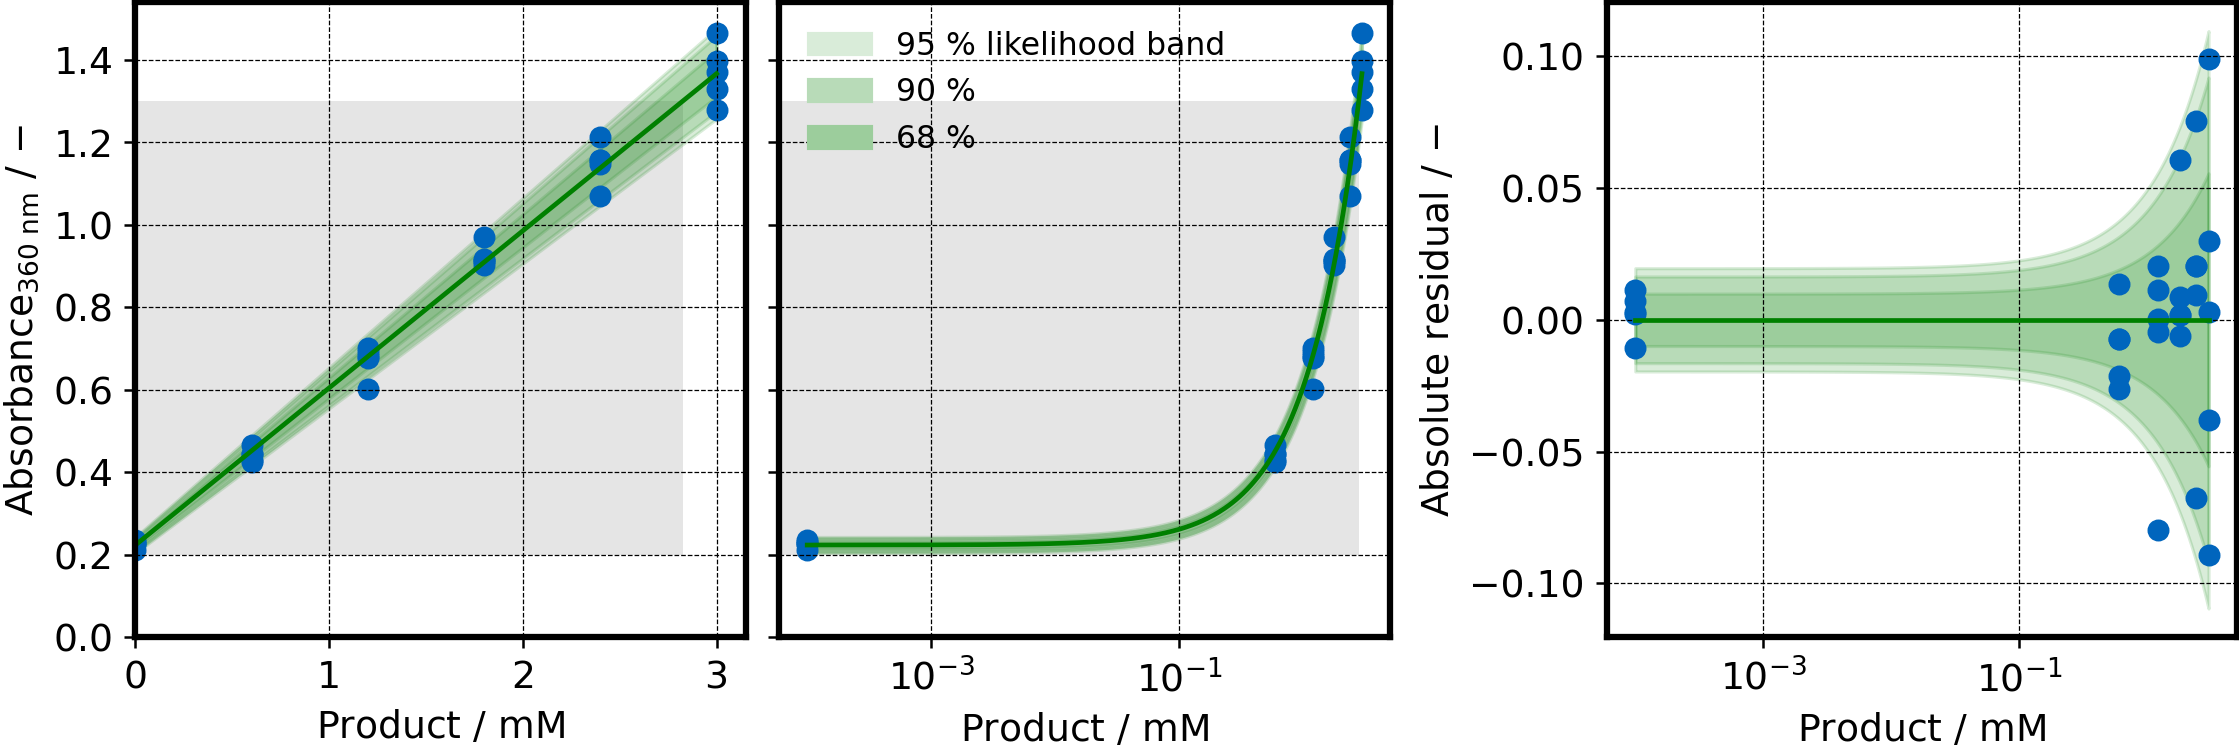 Absorbance360 nm / −
1.4
1.2
1.0
0.8
0.6
0.4
0.2
0.0
0 1 2 3
Product / mM
95 % likelihood band
90 %
68 %
10⁻³ 10⁻¹
Product / mM
Absolute residual / −
0.10
0.05
0.00
−0.05
−0.10
10⁻³ 10⁻¹
Product / mM